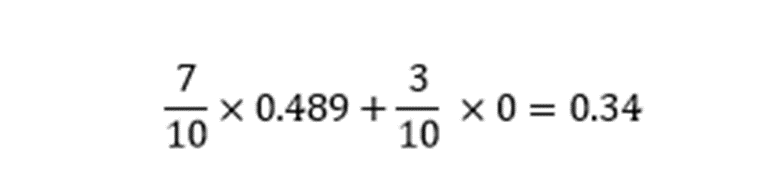 7/10 × 0.489 + 3/10 × 0 = 0.34